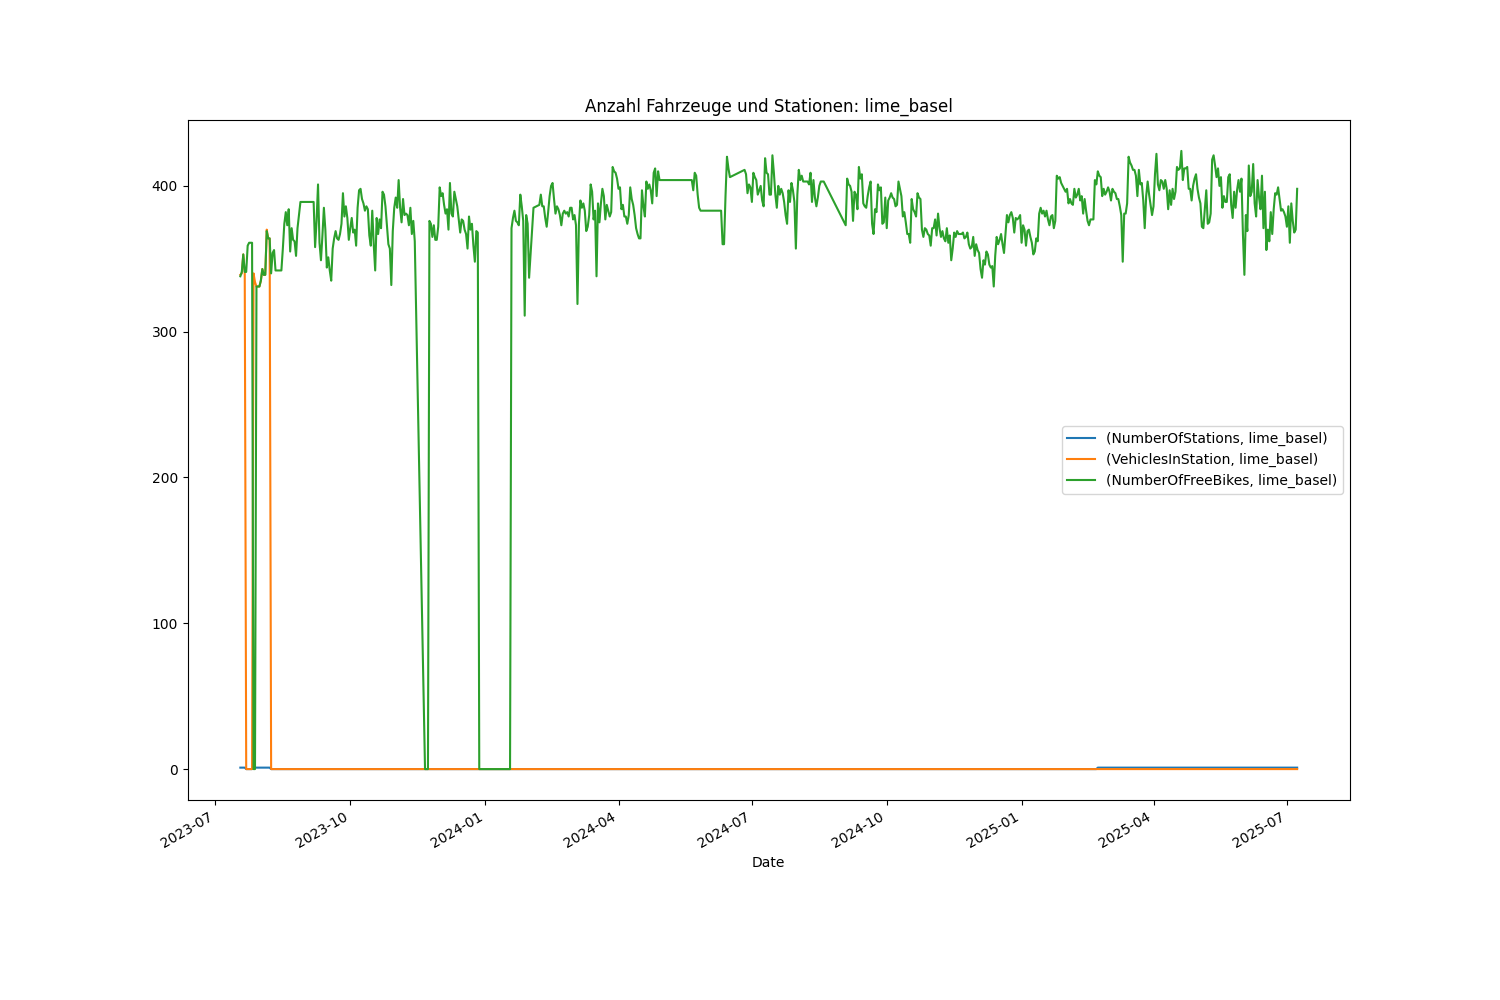 Anzahl Fahrzeuge und Stationen: lime_basel
400
300
200
100
0
(NumberOfStations, lime_basel)
(VehiclesInStation, lime_basel)
(NumberOfFreeBikes, lime_basel)
2023-07
2023-10
2024-01
2024-04
2024-07
2024-10
2025-01
2025-04
2025-07
Date